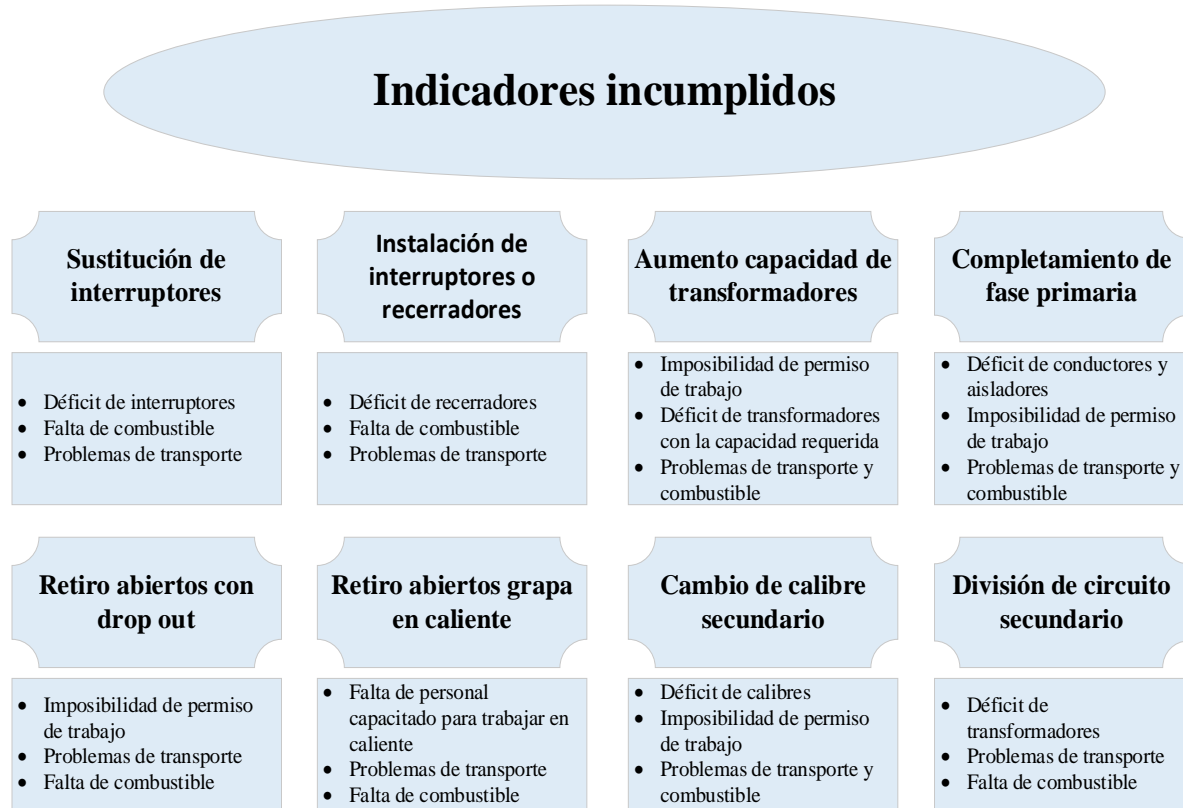 Indicadores incumplidos
Sustitución de
interruptores
• Déficit de interruptores
• Falta de combustible
• Problemas de transporte
Instalación de
interruptores o
recerradores
• Déficit de recerradores
• Falta de combustible
• Problemas de transporte
Aumento capacidad de
transformadores
• Imposibilidad de permiso
de trabajo
• Déficit de transformadores
con la capacidad requerida
• Problemas de transporte y
combustible
Completamiento de
fase primaria
• Déficit de conductores y
aisladores
• Imposibilidad de permiso
de trabajo
• Problemas de transporte y
combustible
Retiro abiertos con
drop out
• Imposibilidad de permiso
de trabajo
• Problemas de transporte
• Falta de combustible
Retiro abiertos grapa
en caliente
• Falta de personal
capacitado para trabajar en
caliente
• Problemas de transporte
• Falta de combustible
Cambio de calibre
secundario
• Déficit de calibres
• Imposibilidad de permiso
de trabajo
• Problemas de transporte y
combustible
División de circuito
secundario
• Déficit de
transformadores
• Problemas de transporte
• Falta de combustible